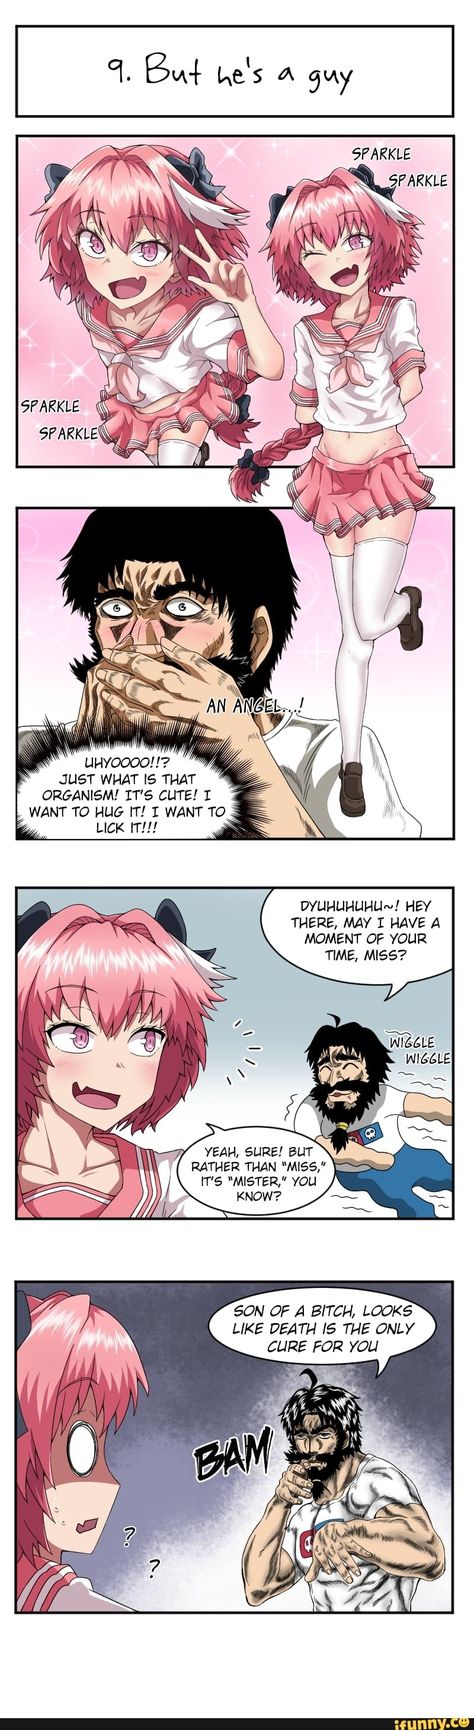 9. But he's a guy
SPARKLE
SPARKLE
SPARKLE
SPARKLE
AN ANGEL...!
UHYOOOO!!?
JUST WHAT IS THAT
ORGANISM! IT'S CUTE! I
WANT TO HUG IT! I WANT TO
LICK IT!!!
DYUHUHUHU~! HEY
THERE, MAY I HAVE A
MOMENT OF YOUR
TIME, MISS?
WIGGLE
WIGGLE
YEAH, SURE! BUT
RATHER THAN "MISS,"
IT'S "MISTER," YOU
KNOW?
SON OF A BITCH, LOOKS
LIKE DEATH IS THE ONLY
CURE FOR YOU
BAM
?
?
ifunny.co